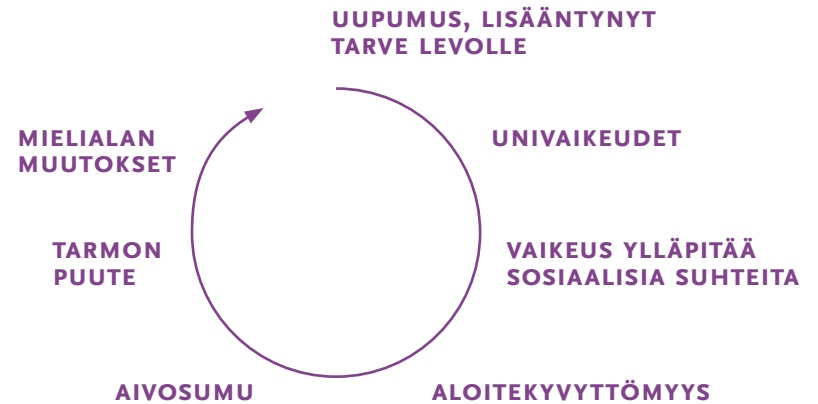 UUPUMUS, LISÄÄNTYNYT
TARVE LEVOLLE
UNIVAIKEUDET
VAIKEUS YLLÄPITÄÄ
SOSIAALISIA SUHTEITA
ALOITEKYVYTTÖMYYS
AIVOSUMU
TARMON
PUUTE
MIELIALAN
MUUTOKSET